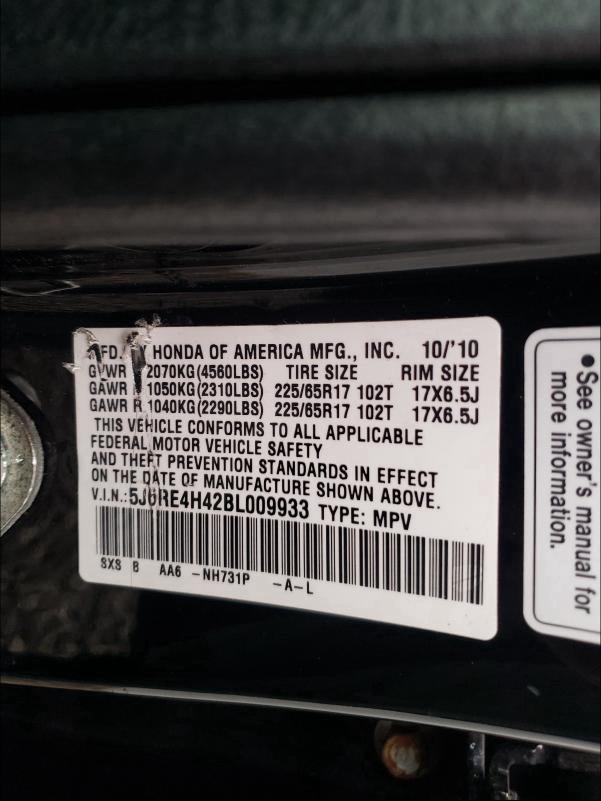 MFD. BY HONDA OF AMERICA MFG., INC. 10/'10
GVWR 2070KG(4560LBS) TIRE SIZE RIM SIZE
GAWR F 1050KG(2310LBS) 225/65R17 102T 17X6.5J
GAWR R 1040KG(2290LBS) 225/65R17 102T 17X6.5J
THIS VEHICLE CONFORMS TO ALL APPLICABLE
FEDERAL MOTOR VEHICLE SAFETY
AND THEFT PREVENTION STANDARDS IN EFFECT
ON THE DATE OF MANUFACTURE SHOWN ABOVE.
V.I.N.:5J6RE4H42BL009933 TYPE: MPV
SXS B AA6 -NH731P -A-L
•See owner's manual for
more information.